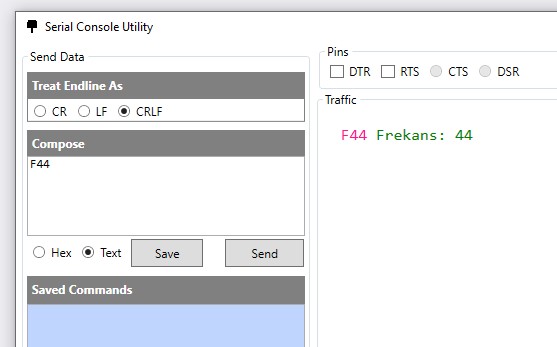 Serial Console Utility
Send Data
Treat Endline As
CR LF CRLF
Compose
F44
Hex Text Save Send
Saved Commands
Pins
DTR RTS CTS DSR
Traffic
F44 Frekans: 44